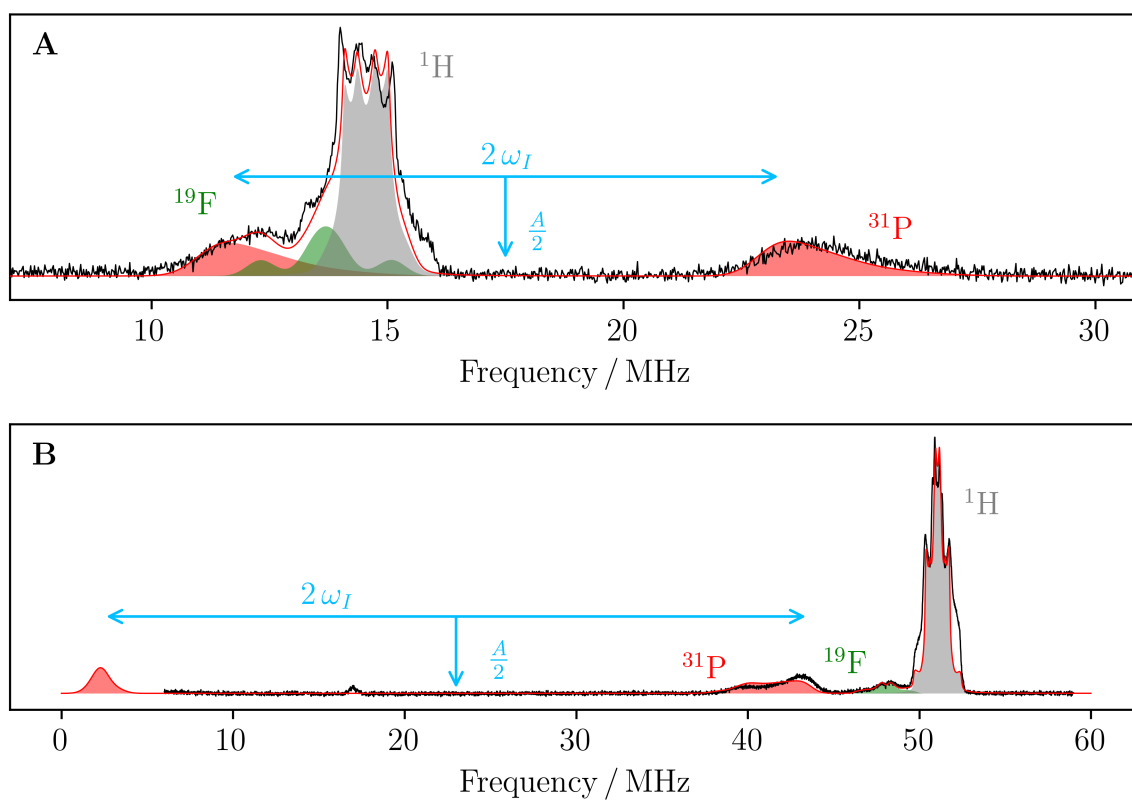 A
¹H
2 ω_I
¹⁹F
A/2
³¹P
10 15 20 25 30
Frequency / MHz
B
¹H
2 ω_I
A/2
³¹P
¹⁹F
0 10 20 30 40 50 60
Frequency / MHz